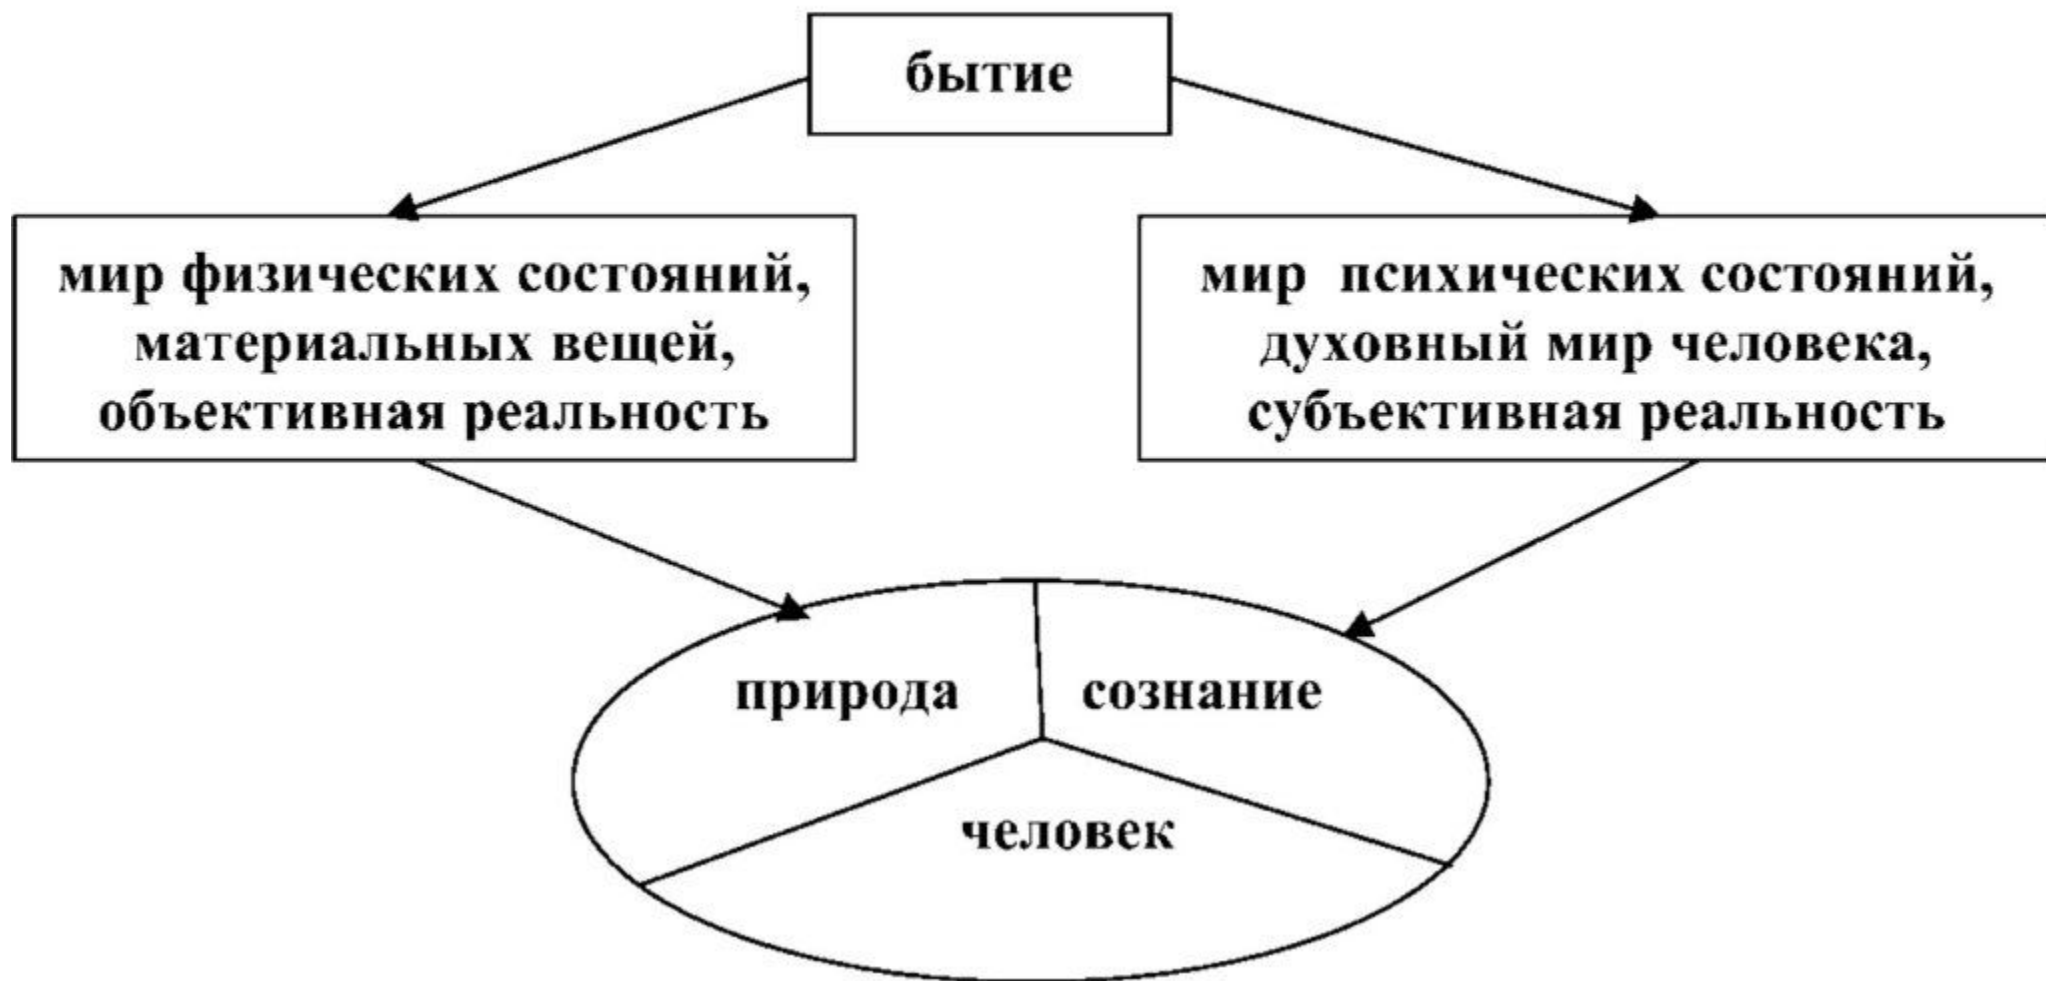 бытие
мир физических состояний,
материальных вещей,
объективная реальность
мир психических состояний,
духовный мир человека,
субъективная реальность
природа
сознание
человек